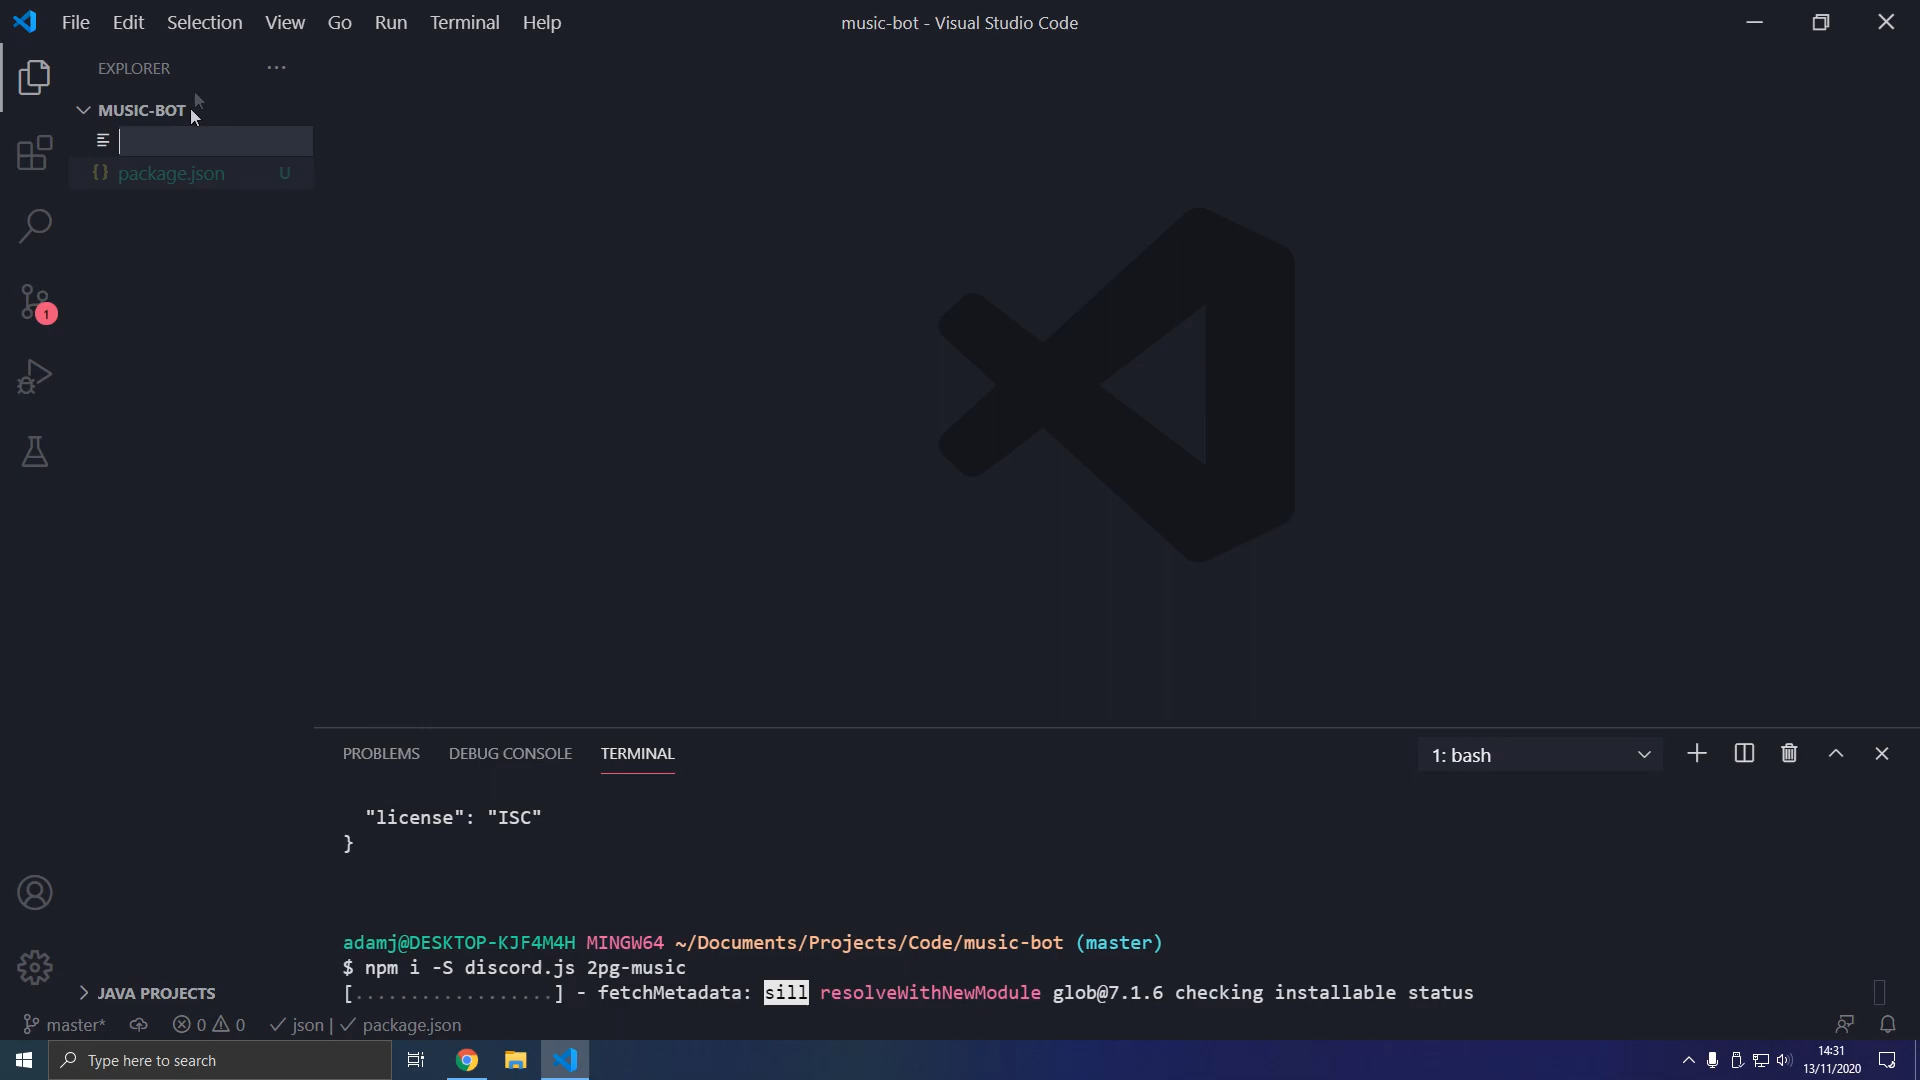 File Edit Selection View Go Run Terminal Help
music-bot - Visual Studio Code
EXPLORER
MUSIC-BOT
{} package.json U
1
PROBLEMS DEBUG CONSOLE TERMINAL
1: bash
"license": "ISC"
}
adamj@DESKTOP-KJF4M4H MINGW64 ~/Documents/Projects/Code/music-bot (master)
$ npm i -S discord.js 2pg-music
[..................] - fetchMetadata: sill resolveWithNewModule glob@7.1.6 checking installable status
JAVA PROJECTS
master* 0 0 json | package.json
Type here to search
14:31
13/11/2020